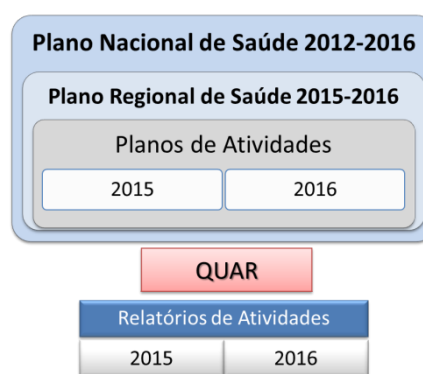 Plano Nacional de Saúde 2012-2016
Plano Regional de Saúde 2015-2016
Planos de Atividades
2015 2016
QUAR
Relatórios de Atividades
2015 2016